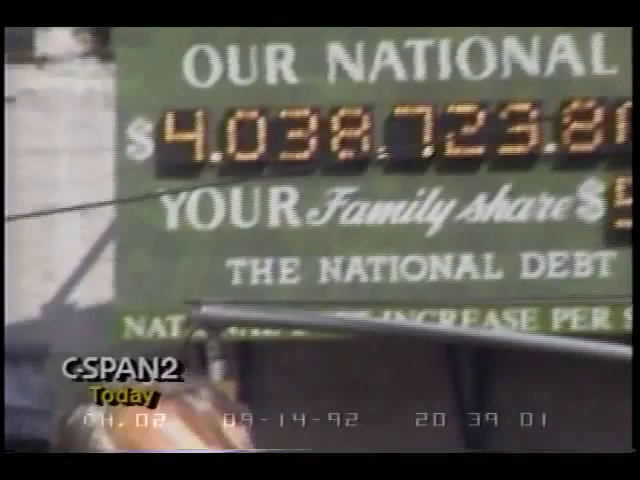 OUR NATIONAL
$4.038.723.8
YOUR Family share $
THE NATIONAL DEBT
INCREASE PER
C-SPAN2
Today
CH. 02 09-14-92 20 39 01